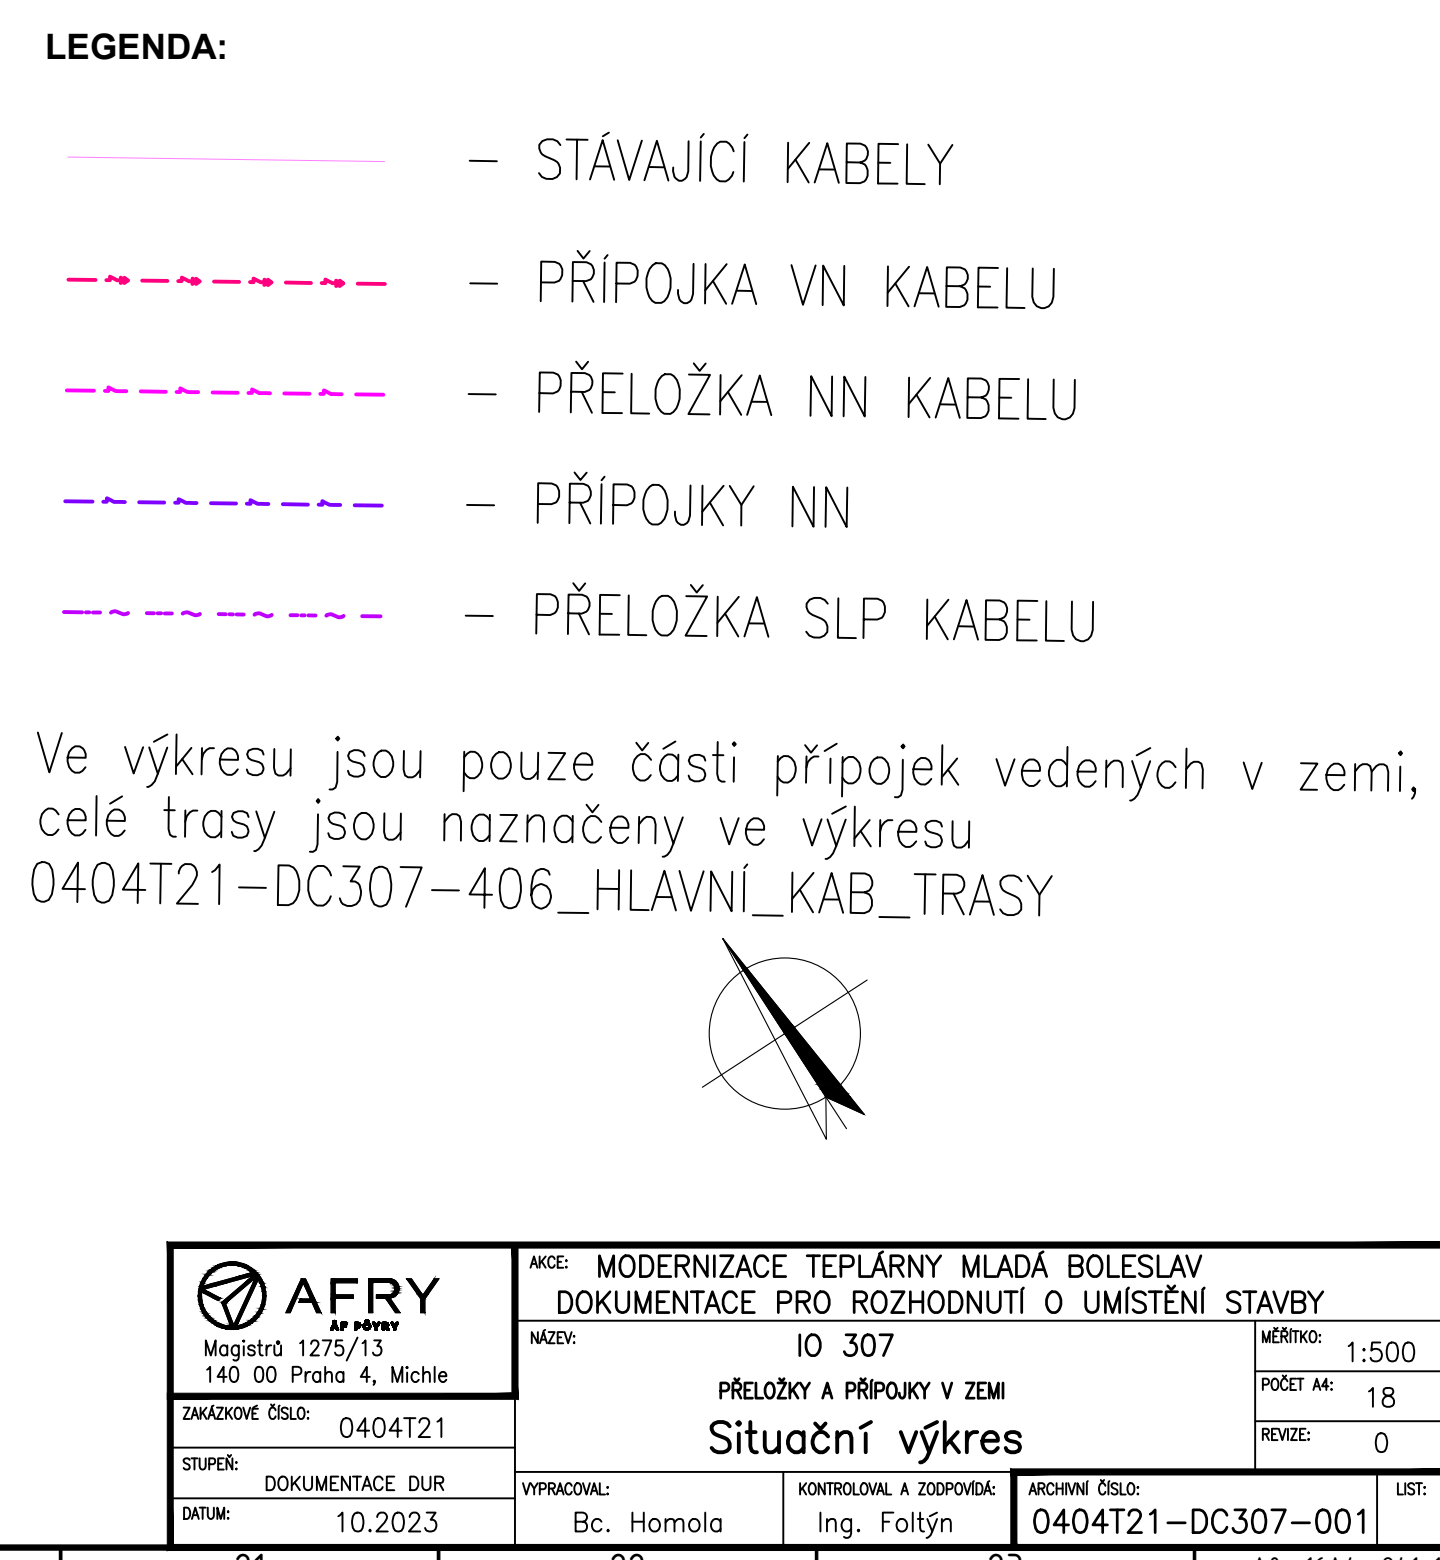 LEGENDA:
– STÁVAJÍCÍ KABELY
– PŘÍPOJKA VN KABELU
– PŘELOŽKA NN KABELU
– PŘÍPOJKY NN
– PŘELOŽKA SLP KABELU
Ve výkresu jsou pouze části přípojek vedených v zemi,
celé trasy jsou naznačeny ve výkresu
0404T21-DC307-406_HLAVNÍ_KAB_TRASY
AFRY
ÅF PÖYRY
Magistrů 1275/13
140 00 Praha 4, Michle
AKCE: MODERNIZACE TEPLÁRNY MLADÁ BOLESLAV
DOKUMENTACE PRO ROZHODNUTÍ O UMÍSTĚNÍ STAVBY
NÁZEV: IO 307
PŘELOŽKY A PŘÍPOJKY V ZEMI
Situační výkres
MĚŘÍTKO: 1:500
POČET A4: 18
REVIZE: 0
ZAKÁZKOVÉ ČÍSLO: 0404T21
STUPEŇ: DOKUMENTACE DUR
DATUM: 10.2023
VYPRACOVAL: Bc. Homola
KONTROLOVAL A ZODPOVÍDÁ: Ing. Foltýn
ARCHIVNÍ ČÍSLO: 0404T21-DC307-001
LIST: